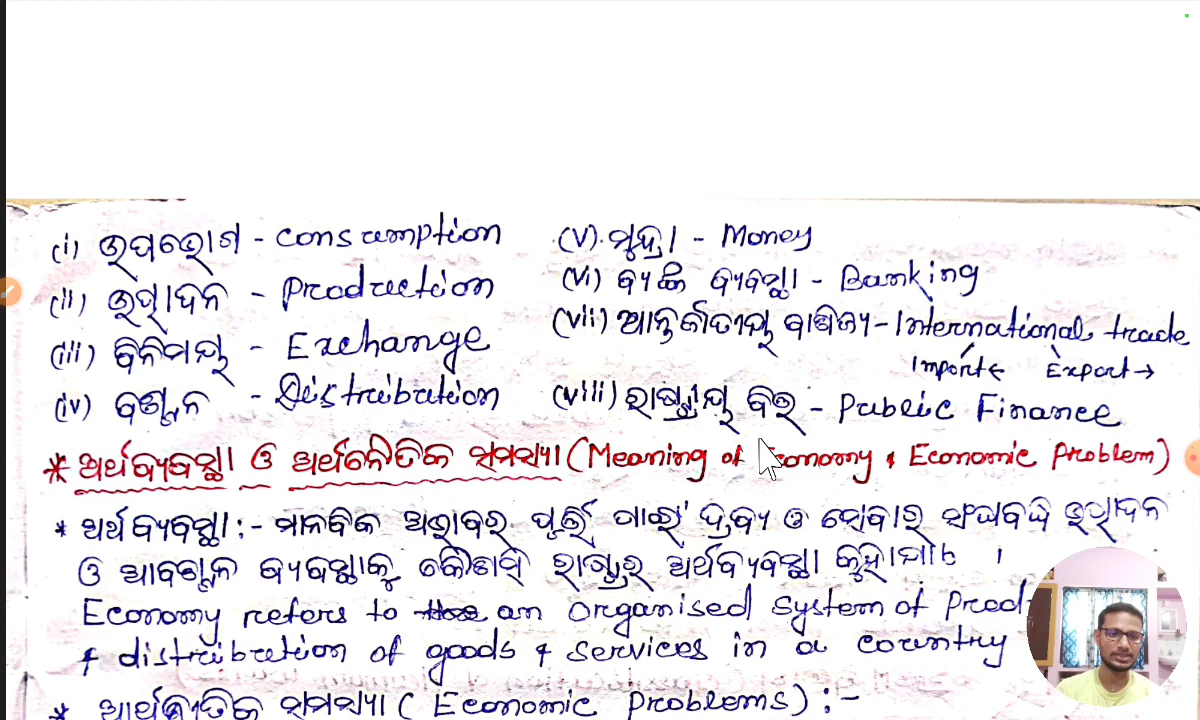 (i) ଉପଭୋଗ - Consumption
(ii) ଉତ୍ପାଦନ - Production
(iii) ବିନିମୟ - Exchange
(iv) ବଣ୍ଟନ - Distribution
(v). ମୁଦ୍ରା - Money
(vi) ବ୍ୟାଙ୍କ ବ୍ୟବସ୍ଥା - Banking
(vii) ଆନ୍ତର୍ଜାତୀୟ ବାଣିଜ୍ୟ - International trade
Import← Export→
(viii) ରାଷ୍ଟ୍ରୀୟ ବିତ୍ତ - Public Finance
* ଅର୍ଥବ୍ୟବସ୍ଥା ଓ ଅର୍ଥନୈତିକ ସମସ୍ୟା (Meaning of Economy & Economic Problem)
* ଅର୍ଥବ୍ୟବସ୍ଥା :- ମାନବିକ ଅଭାବର ପୂର୍ତ୍ତି ପାଇଁ ଦ୍ରବ୍ୟ ଓ ସେବାର ସଂଘବଦ୍ଧ ଉତ୍ପାଦନ
ଓ ଆବଣ୍ଟନ ବ୍ୟବସ୍ଥାକୁ କୌଣସି ରାଷ୍ଟ୍ରର ଅର୍ଥବ୍ୟବସ୍ଥା କୁହାଯାଏ ।
Economy refers to an organised system of Prod
& distribution of goods & services in a country
* ଆର୍ଥନୀତିକ ସମସ୍ୟା (Economic Problems) :-